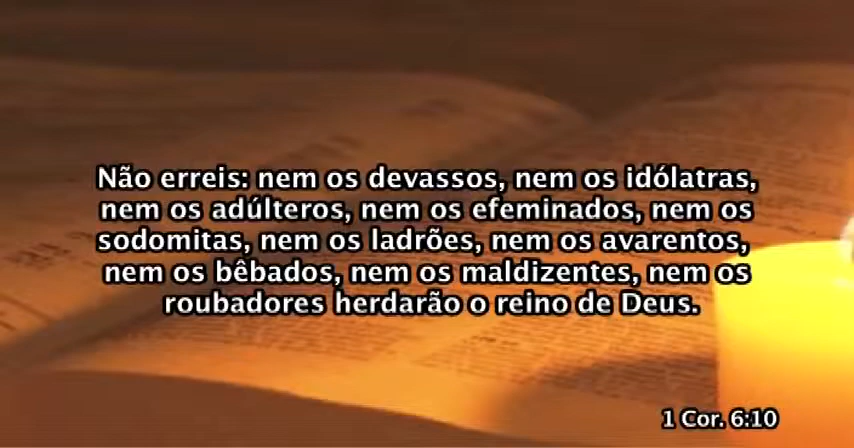 Não erreis: nem os devassos, nem os idólatras,
nem os adúlteros, nem os efeminados, nem os
sodomitas, nem os ladrões, nem os avarentos,
nem os bêbados, nem os maldizentes, nem os
roubadores herdarão o reino de Deus.
1 Cor. 6:10